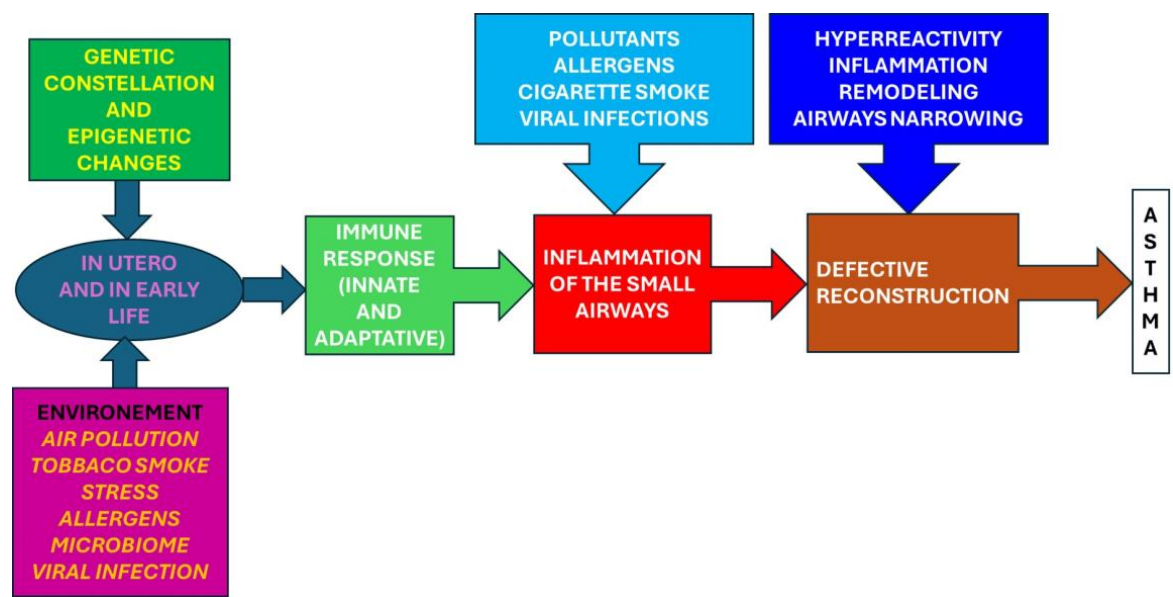 GENETIC
CONSTELLATION
AND
EPIGENETIC
CHANGES
POLLUTANTS
ALLERGENS
CIGARETTE SMOKE
VIRAL INFECTIONS
HYPERREACTIVITY
INFLAMMATION
REMODELING
AIRWAYS NARROWING
IN UTERO
AND IN EARLY
LIFE
IMMUNE
RESPONSE
(INNATE
AND
ADAPTATIVE)
INFLAMMATION
OF THE SMALL
AIRWAYS
DEFECTIVE
RECONSTRUCTION
A
S
T
H
M
A
ENVIRONEMENT
AIR POLLUTION
TOBBACO SMOKE
STRESS
ALLERGENS
MICROBIOME
VIRAL INFECTION